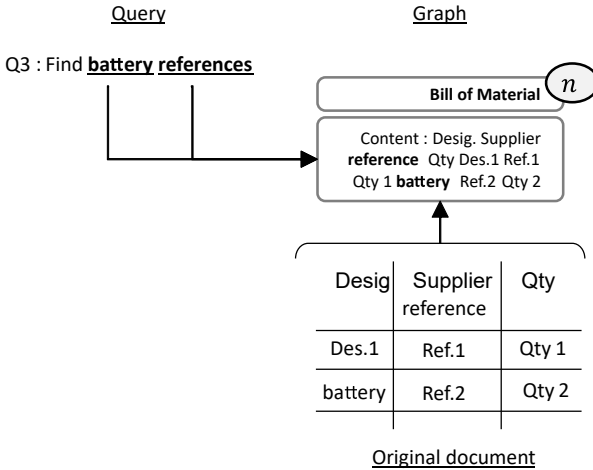 Query
Graph
Q3 : Find battery references
n
Bill of Material
Content : Desig. Supplier
reference Qty Des.1 Ref.1
Qty 1 battery Ref.2 Qty 2
Desig Supplier Qty
reference
Des.1 Ref.1 Qty 1
battery Ref.2 Qty 2
Original document